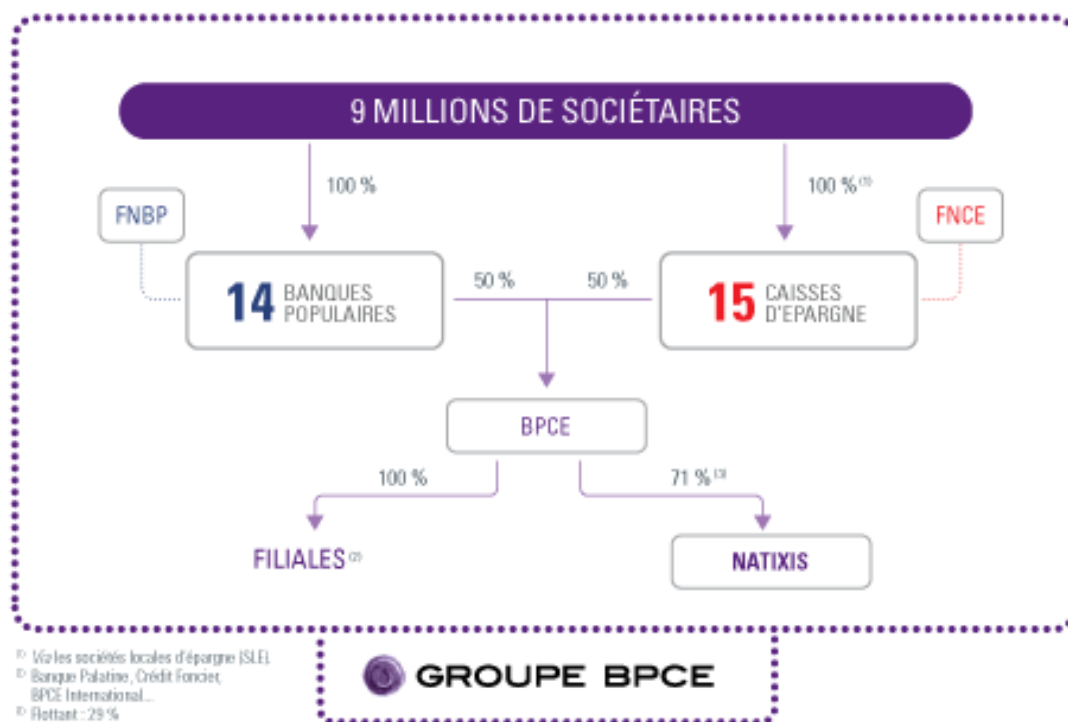 9 MILLIONS DE SOCIÉTAIRES
100 %
100 % (1)
FNBP
FNCE
14 BANQUES
POPULAIRES
50 %
50 %
15 CAISSES
D'EPARGNE
BPCE
100 %
71 % (3)
FILIALES (2)
NATIXIS
(1) Via les sociétés locales d'épargne (SLE).
(2) Banque Palatine, Crédit Foncier,
BPCE International...
(3) Flottant : 29 %
GROUPE BPCE